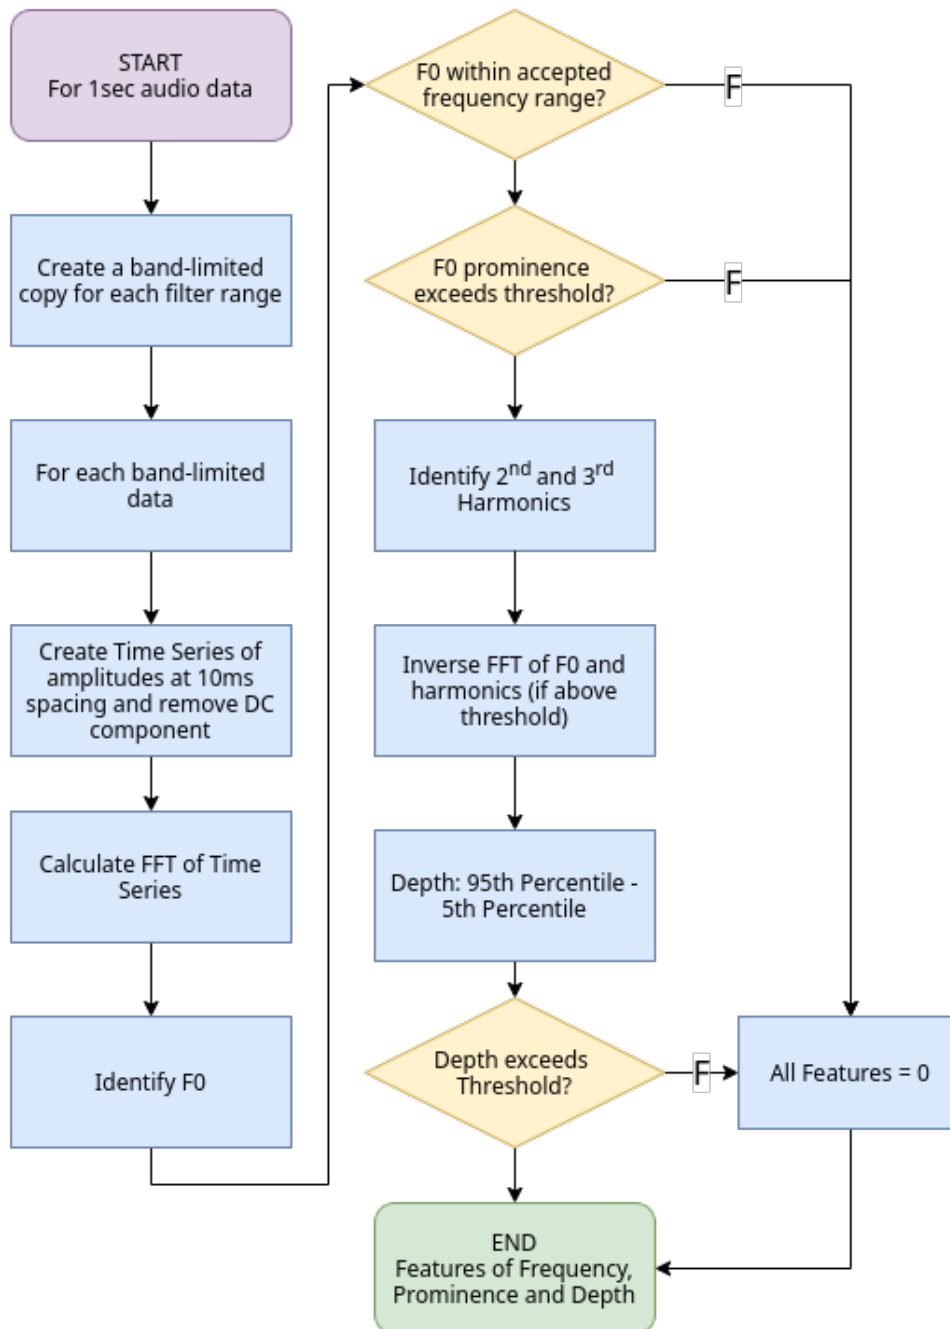 START
For 1sec audio data
Create a band-limited
copy for each filter range
For each band-limited
data
Create Time Series of
amplitudes at 10ms
spacing and remove DC
component
Calculate FFT of Time
Series
Identify F0
F0 within accepted
frequency range?
F
F0 prominence
exceeds threshold?
F
Identify 2nd and 3rd
Harmonics
Inverse FFT of F0 and
harmonics (if above
threshold)
Depth: 95th Percentile -
5th Percentile
Depth exceeds
Threshold?
F
All Features = 0
END
Features of Frequency,
Prominence and Depth